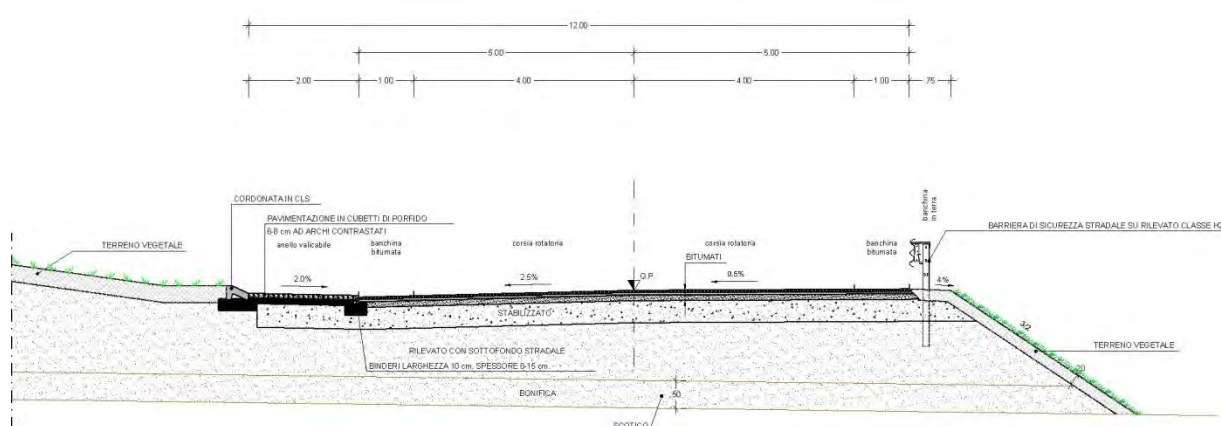 12.00
5.00 5.00
2.00 1.00 4.00 4.00 1.00 .75
CORDONATA IN CLS
PAVIMENTAZIONE IN CUBETTI DI PORFIDO
6-8 cm AD ARCHI CONTRASTATI
TERRENO VEGETALE
anello valicabile
banchina
bitumata
corsia rotatoria
corsia rotatoria
banchina
bitumata
banchina
in terra
BARRIERA DI SICUREZZA STRADALE SU RILEVATO CLASSE H2
Q.P.
BITUMATI
2.0%
2.5%
0.5%
4%
STABILIZZATO
3/2
TERRENO VEGETALE
RILEVATO CON SOTTOFONDO STRADALE
BINDERI LARGHEZZA 10 cm, SPESSORE 8-15 cm
.20
BONIFICA
.50
SCOTICO